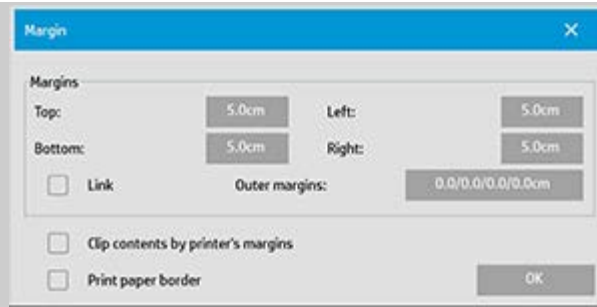 Margin
Margins
Top: 5.0cm Left: 5.0cm
Bottom: 5.0cm Right: 5.0cm
Link Outer margins: 0.0/0.0/0.0/0.0cm
Clip contents by printer's margins
Print paper border OK